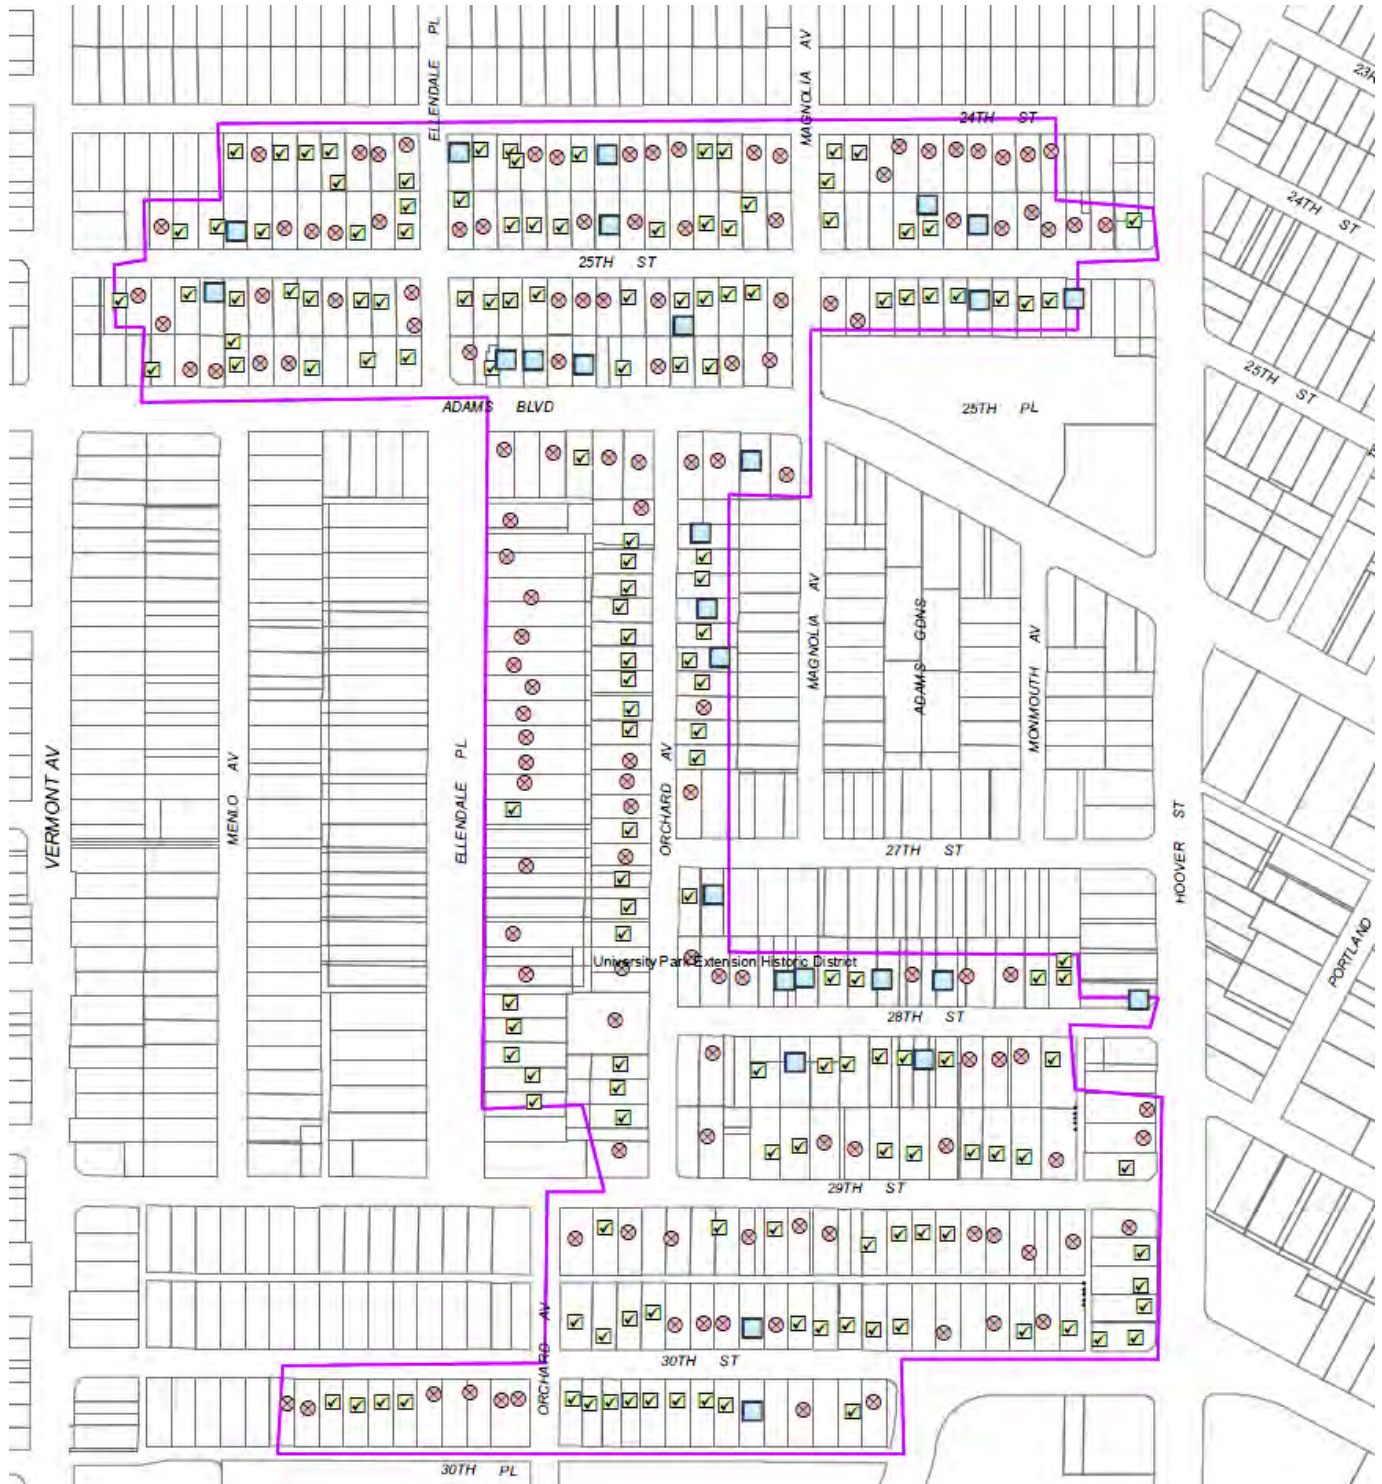 ELLENDALE PL
MAGNOLIA AV
24TH ST
23R
24TH ST
25TH ST
25TH ST
ADAMS BLVD
25TH PL
MAGNOLIA AV
ADAMS GDNS
MONMOUTH AV
VERMONT AV
MENLO AV
ELLENDALE PL
ORCHARD AV
27TH ST
HOOVER ST
PORTLAND
University Park Extension Historic District
28TH ST
29TH ST
ORCHARD AV
30TH ST
30TH PL